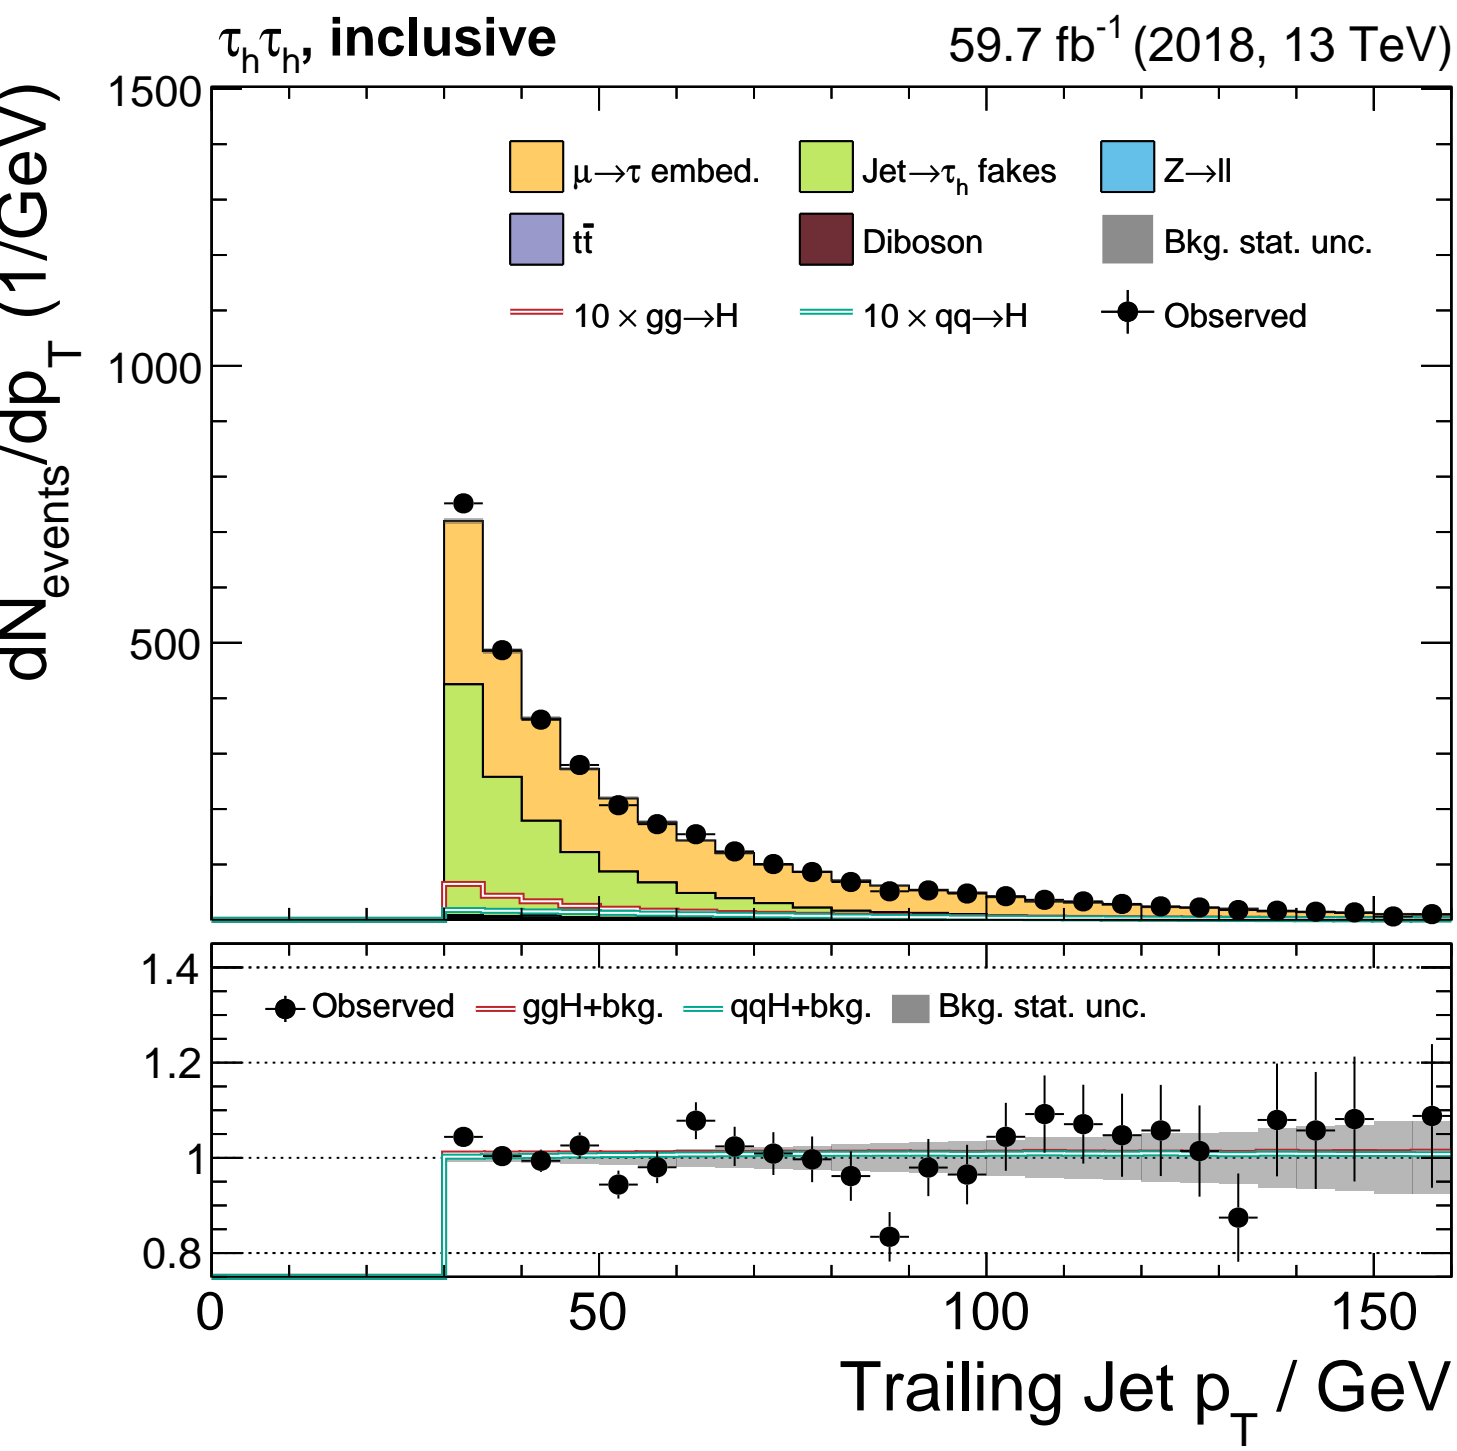 τhτh, inclusive 59.7 fb-1 (2018, 13 TeV)
dNevents/dpT (1/GeV)
1500
1000
500
μ→τ embed. Jet→τh fakes Z→ll
tt̄ Diboson Bkg. stat. unc.
10 × gg→H 10 × qq→H Observed
1.4
1.2
1
0.8
Observed ggH+bkg. qqH+bkg. Bkg. stat. unc.
0 50 100 150
Trailing Jet pT / GeV